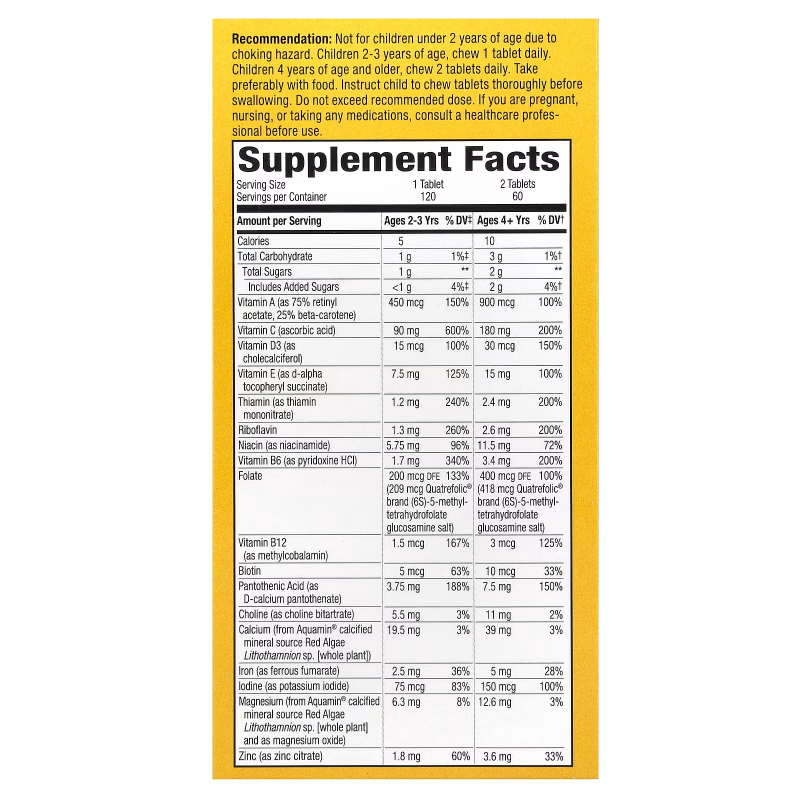 Recommendation: Not for children under 2 years of age due to
choking hazard. Children 2-3 years of age, chew 1 tablet daily.
Children 4 years of age and older, chew 2 tablets daily. Take
preferably with food. Instruct child to chew tablets thoroughly before
swallowing. Do not exceed recommended dose. If you are pregnant,
nursing, or taking any medications, consult a healthcare profes-
sional before use.
Supplement Facts
Serving Size 1 Tablet 2 Tablets
Servings per Container 120 60
Amount per Serving Ages 2-3 Yrs % DV‡ Ages 4+ Yrs % DV†
Calories 5 10
Total Carbohydrate 1 g 1%‡ 3 g 1%†
Total Sugars 1 g ** 2 g **
Includes Added Sugars <1 g 4%‡ 2 g 4%†
Vitamin A (as 75% retinyl 450 mcg 150% 900 mcg 100%
acetate, 25% beta-carotene)
Vitamin C (ascorbic acid) 90 mg 600% 180 mg 200%
Vitamin D3 (as 15 mcg 100% 30 mcg 150%
cholecalciferol)
Vitamin E (as d-alpha 7.5 mg 125% 15 mg 100%
tocopheryl succinate)
Thiamin (as thiamin 1.2 mg 240% 2.4 mg 200%
mononitrate)
Riboflavin 1.3 mg 260% 2.6 mg 200%
Niacin (as niacinamide) 5.75 mg 96% 11.5 mg 72%
Vitamin B6 (as pyridoxine HCl) 1.7 mg 340% 3.4 mg 200%
Folate 200 mcg DFE 133% 400 mcg DFE 100%
(209 mcg Quatrefolic® (418 mcg Quatrefolic®
brand (6S)-5-methyl- brand (6S)-5-methyl-
tetrahydrofolate tetrahydrofolate
glucosamine salt) glucosamine salt)
Vitamin B12 1.5 mcg 167% 3 mcg 125%
(as methylcobalamin)
Biotin 5 mcg 63% 10 mcg 33%
Pantothenic Acid (as 3.75 mg 188% 7.5 mg 150%
D-calcium pantothenate)
Choline (as choline bitartrate) 5.5 mg 3% 11 mg 2%
Calcium (from Aquamin® calcified 19.5 mg 3% 39 mg 3%
mineral source Red Algae
Lithothamnion sp. [whole plant])
Iron (as ferrous fumarate) 2.5 mg 36% 5 mg 28%
Iodine (as potassium iodide) 75 mcg 83% 150 mcg 100%
Magnesium (from Aquamin® calcified 6.3 mg 8% 12.6 mg 3%
mineral source Red Algae
Lithothamnion sp. [whole plant]
and as magnesium oxide)
Zinc (as zinc citrate) 1.8 mg 60% 3.6 mg 33%